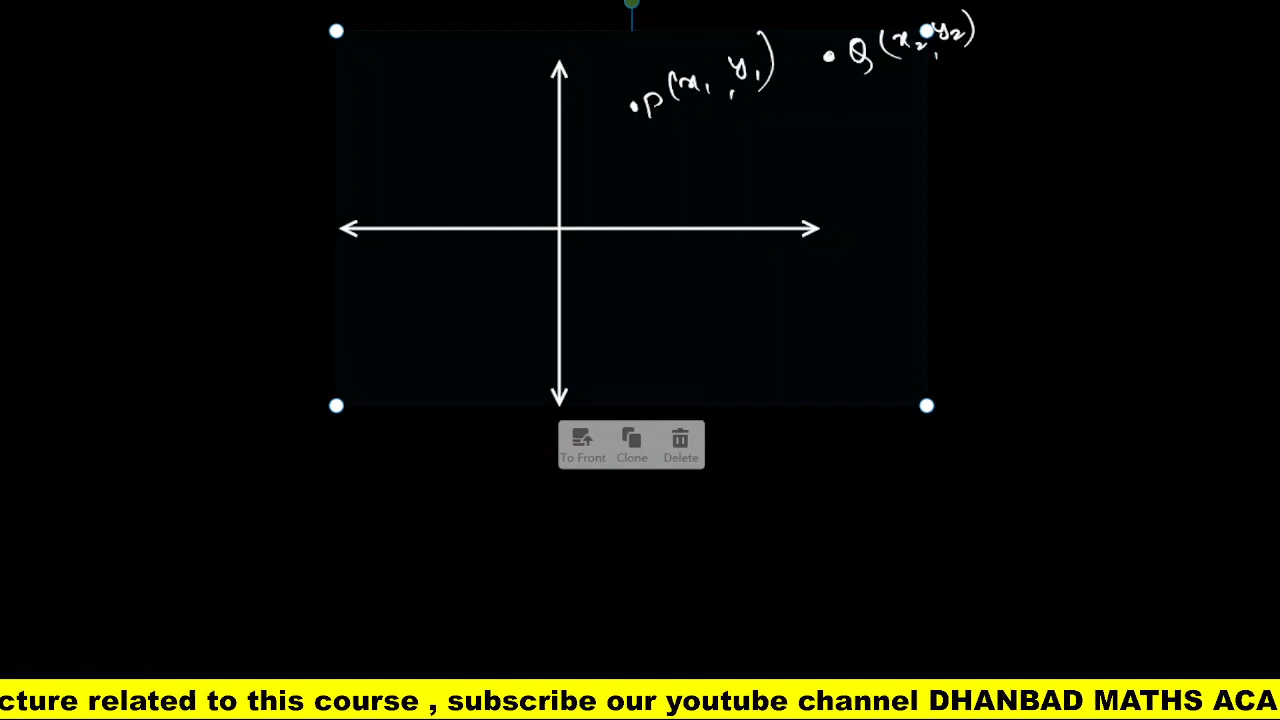 P(x₁, y₁)
Q(x₂, y₂)
To Front Clone Delete
cture related to this course , subscribe our youtube channel DHANBAD MATHS ACA